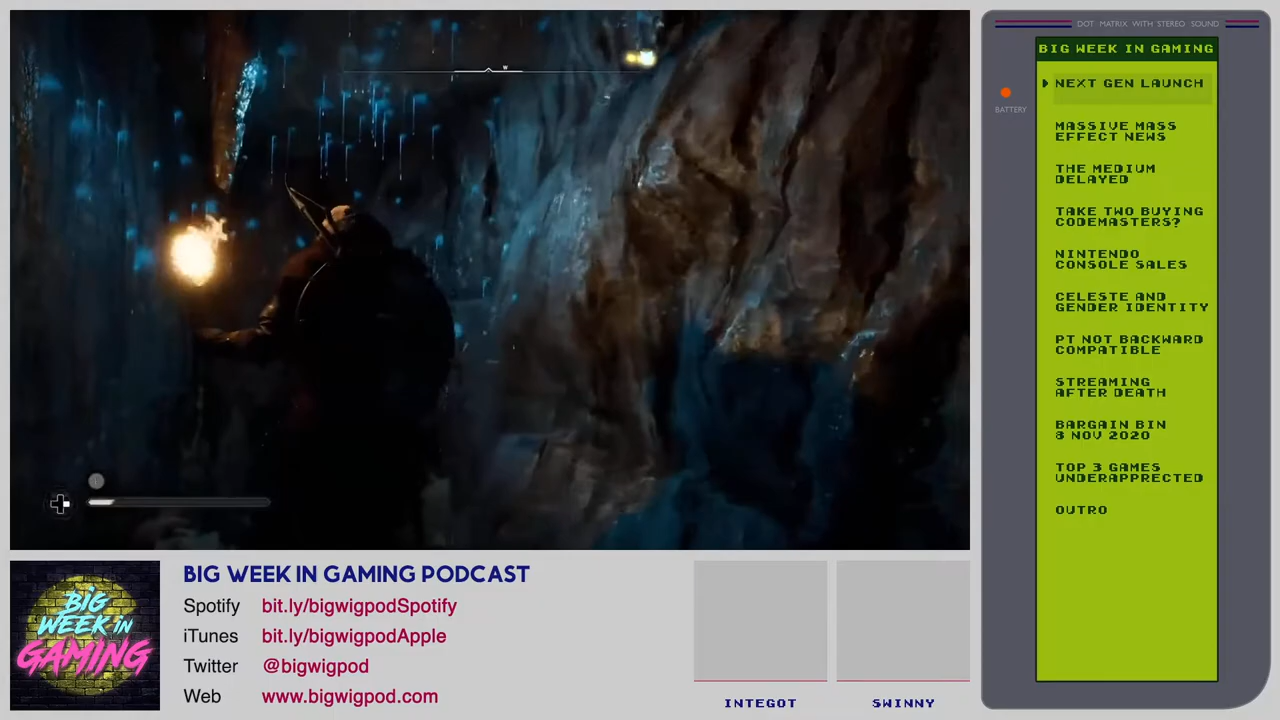 W
DOT MATRIX WITH STEREO SOUND
BATTERY
BIG WEEK IN GAMING
NEXT GEN LAUNCH
MASSIVE MASS
EFFECT NEWS
THE MEDIUM
DELAYED
TAKE TWO BUYING
CODEMASTERS?
NINTENDO
CONSOLE SALES
CELESTE AND
GENDER IDENTITY
PT NOT BACKWARD
COMPATIBLE
STREAMING
AFTER DEATH
BARGAIN BIN
8 NOV 2020
TOP 3 GAMES
UNDERAPPRECTED
OUTRO
BIG
WEEK IN
GAMING
BIG WEEK IN GAMING PODCAST
Spotify bit.ly/bigwigpodSpotify
iTunes bit.ly/bigwigpodApple
Twitter @bigwigpod
Web www.bigwigpod.com
INTEGOT
SWINNY